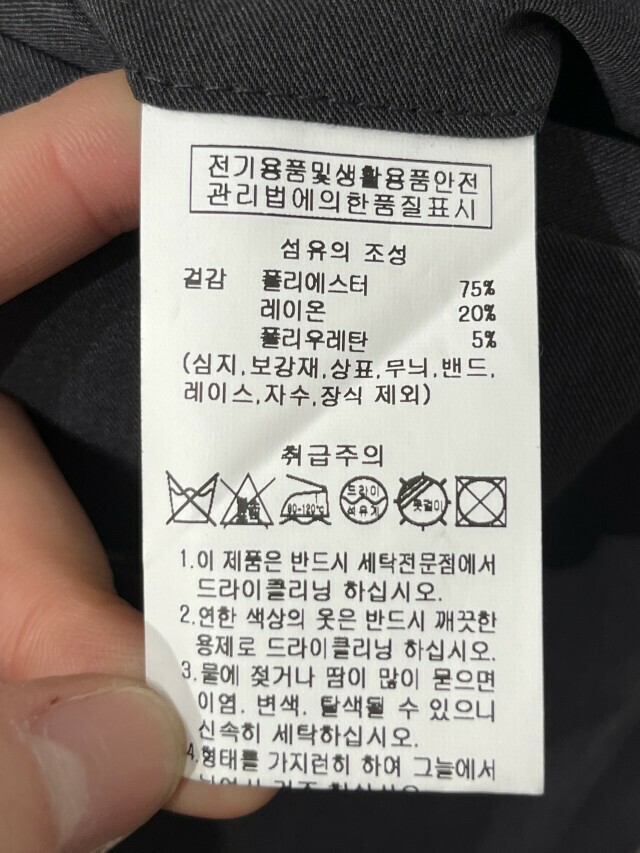 전기용품및생활용품안전
관리법에의한품질표시
섬유의 조성
겉감 폴리에스터 75%
레이온 20%
폴리우레탄 5%
(심지,보강재,상표,무늬,밴드,
레이스,자수,장식 제외)
취급주의
80-120℃ 드라이 옷걸이
석유계
1.이 제품은 반드시 세탁전문점에서
드라이클리닝 하십시오.
2.연한 색상의 옷은 반드시 깨끗한
용제로 드라이클리닝 하십시오.
3.물에 젖거나 땀이 많이 묻으면
이염. 변색. 탈색될 수 있으니
신속히 세탁하십시오.
4.형태를 가지런히 하여 그늘에서